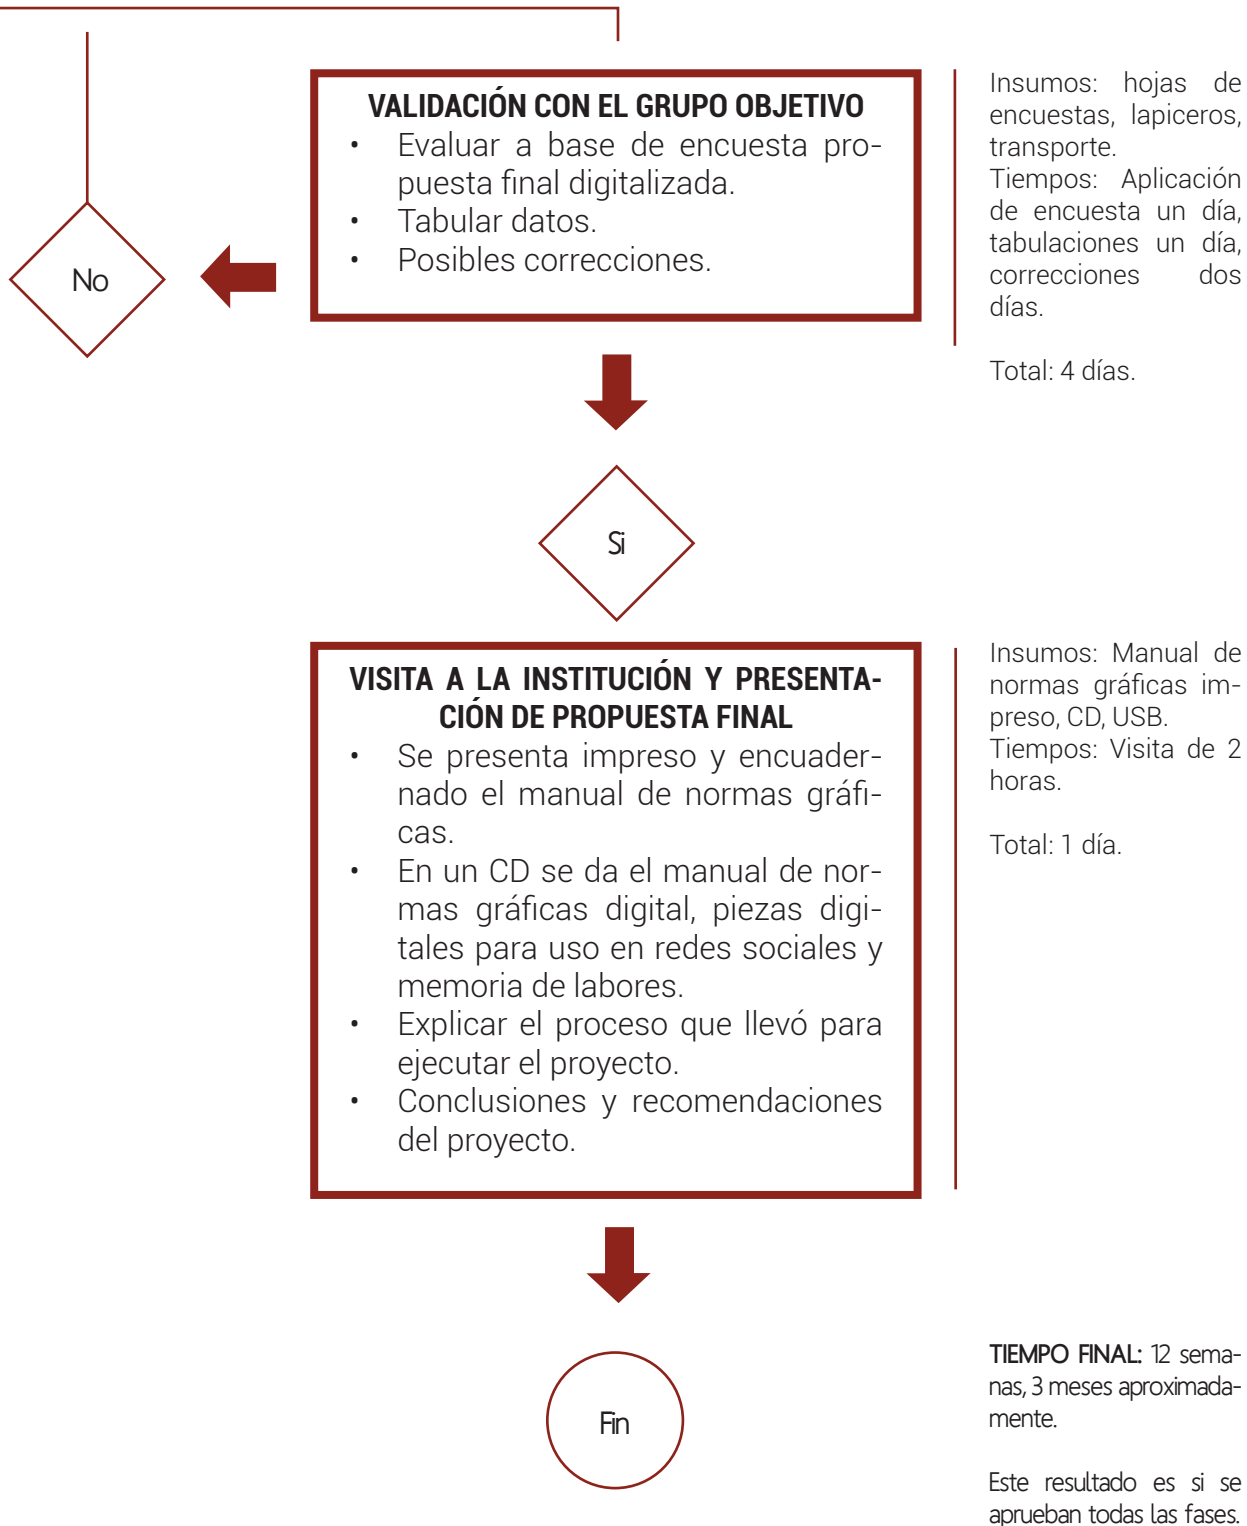 VALIDACIÓN CON EL GRUPO OBJETIVO
• Evaluar a base de encuesta pro-
puesta final digitalizada.
• Tabular datos.
• Posibles correcciones.
No
Insumos: hojas de
encuestas, lapiceros,
transporte.
Tiempos: Aplicación
de encuesta un día,
tabulaciones un día,
correcciones dos
días.
Total: 4 días.
Si
VISITA A LA INSTITUCIÓN Y PRESENTA-
CIÓN DE PROPUESTA FINAL
• Se presenta impreso y encuader-
nado el manual de normas gráfi-
cas.
• En un CD se da el manual de nor-
mas gráficas digital, piezas digi-
tales para uso en redes sociales y
memoria de labores.
• Explicar el proceso que llevó para
ejecutar el proyecto.
• Conclusiones y recomendaciones
del proyecto.
Insumos: Manual de
normas gráficas im-
preso, CD, USB.
Tiempos: Visita de 2
horas.
Total: 1 día.
Fin
TIEMPO FINAL: 12 sema-
nas, 3 meses aproximada-
mente.
Este resultado es si se
aprueban todas las fases.